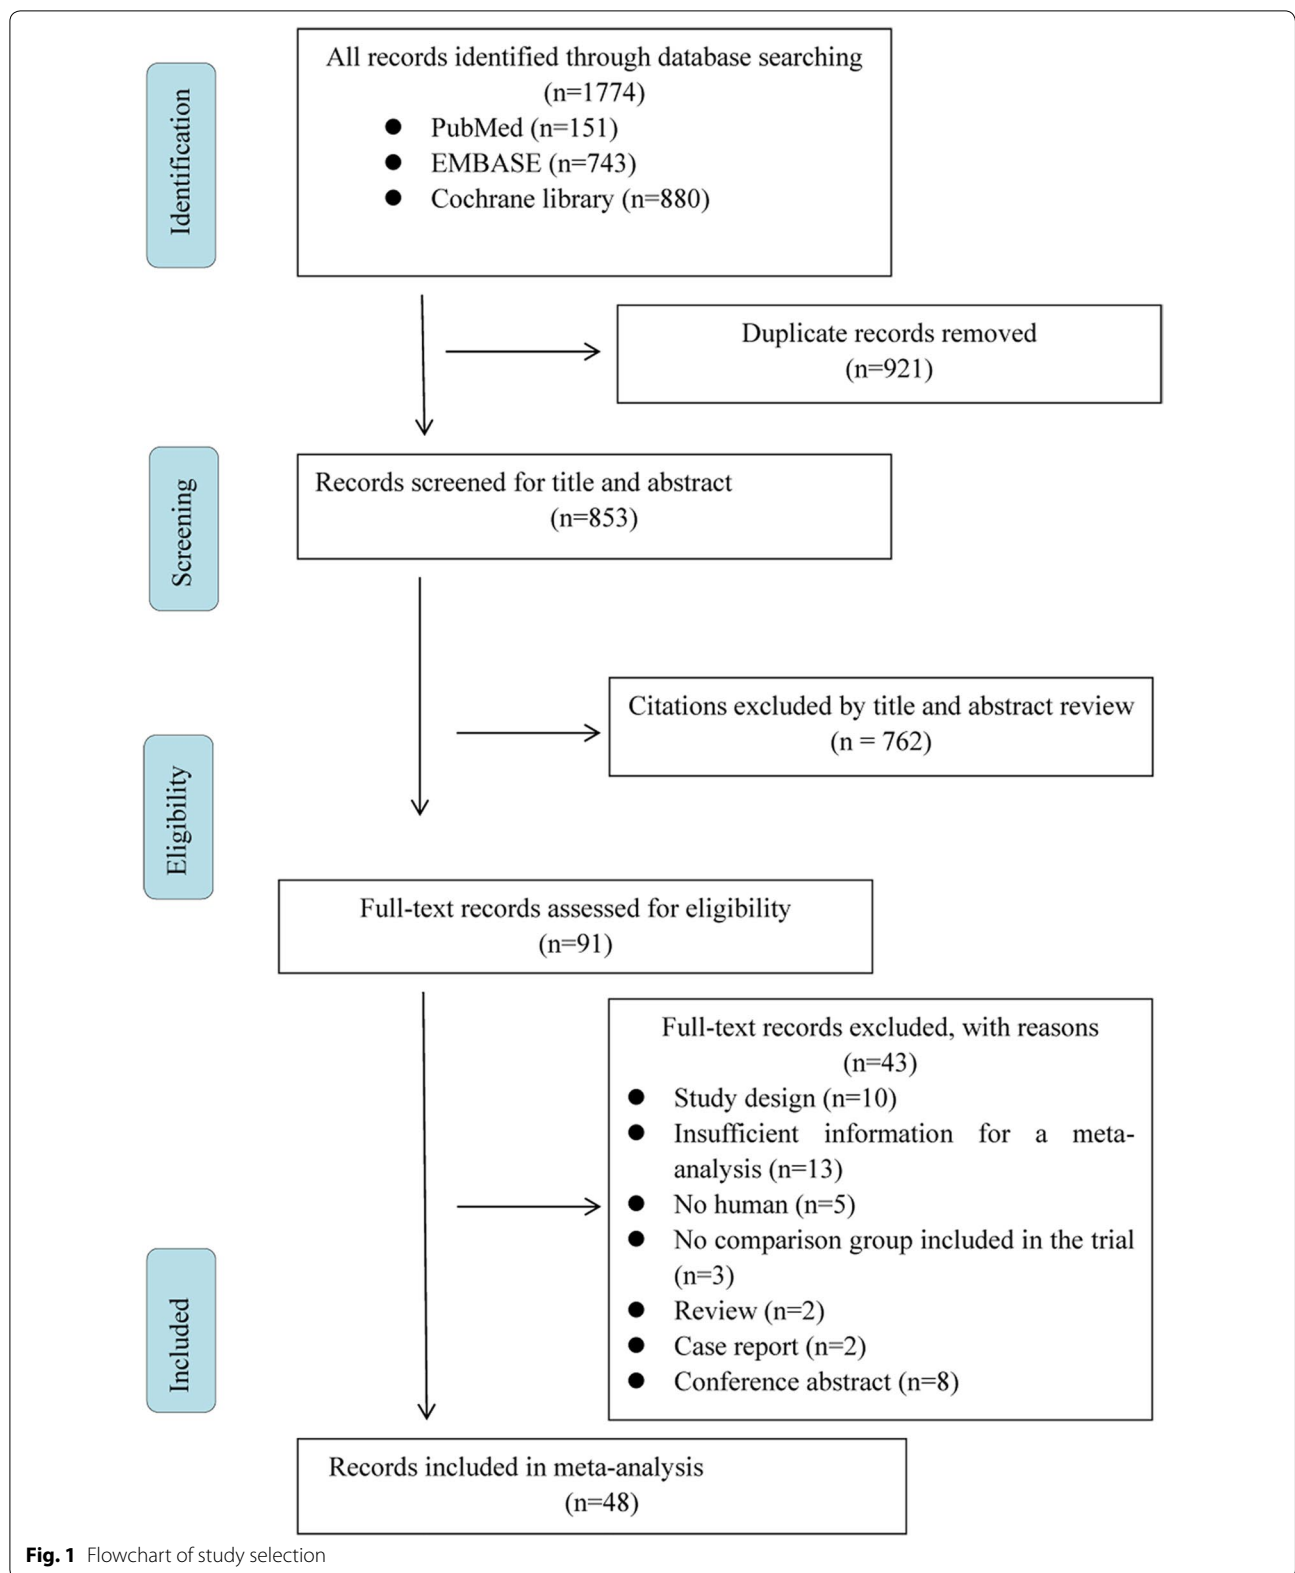 Identification
All records identified through database searching
(n=1774)
● PubMed (n=151)
● EMBASE (n=743)
● Cochrane library (n=880)
Duplicate records removed
(n=921)
Screening
Records screened for title and abstract
(n=853)
Citations excluded by title and abstract review
(n = 762)
Eligibility
Full-text records assessed for eligibility
(n=91)
Full-text records excluded, with reasons
(n=43)
● Study design (n=10)
● Insufficient information for a meta-
analysis (n=13)
● No human (n=5)
● No comparison group included in the trial
(n=3)
● Review (n=2)
● Case report (n=2)
● Conference abstract (n=8)
Included
Records included in meta-analysis
(n=48)
Fig. 1 Flowchart of study selection